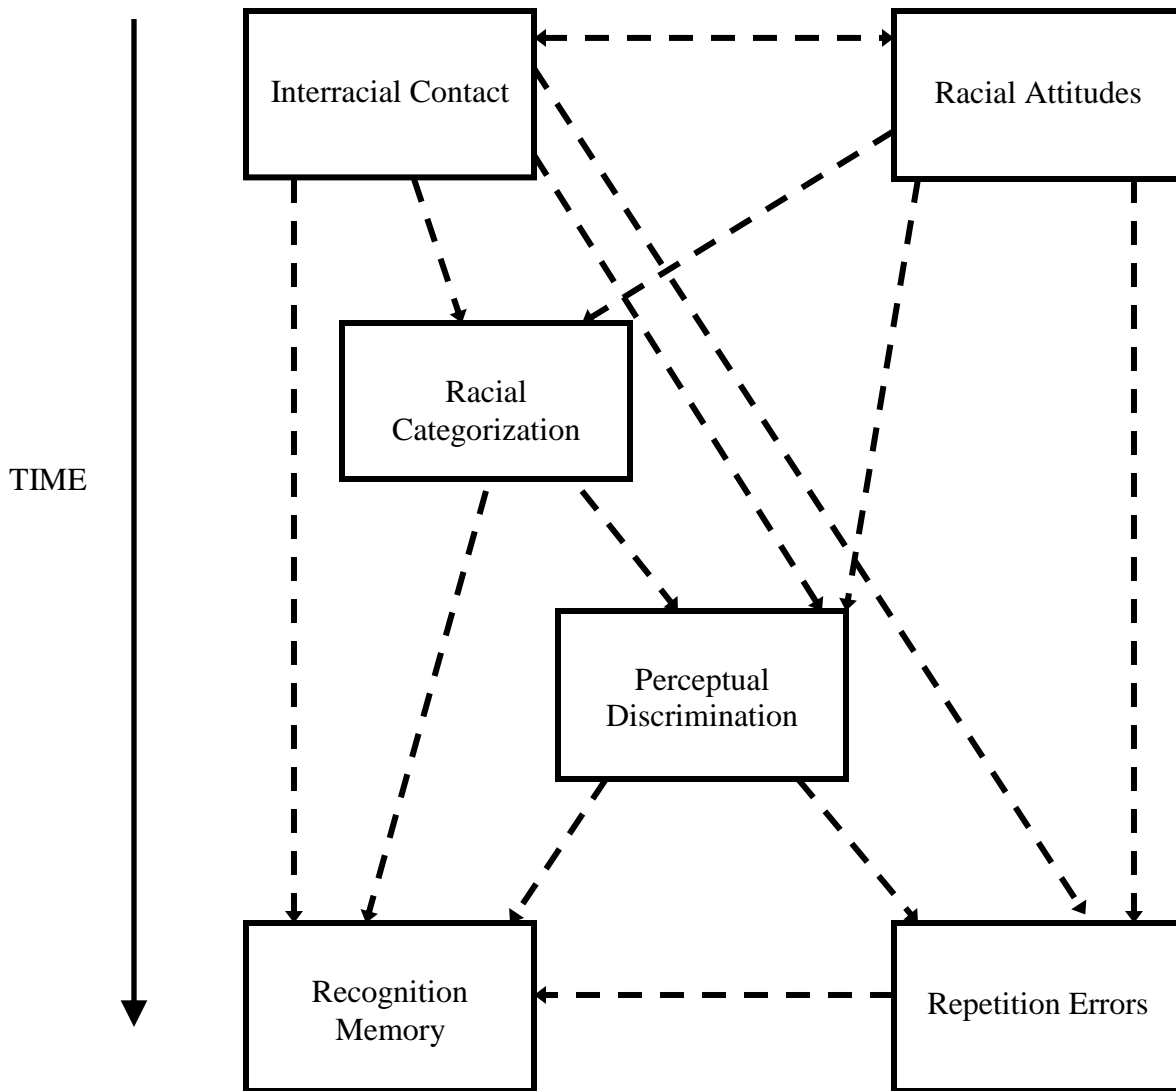 Interracial Contact
Racial Attitudes
Racial
Categorization
TIME
Perceptual
Discrimination
Recognition
Memory
Repetition Errors